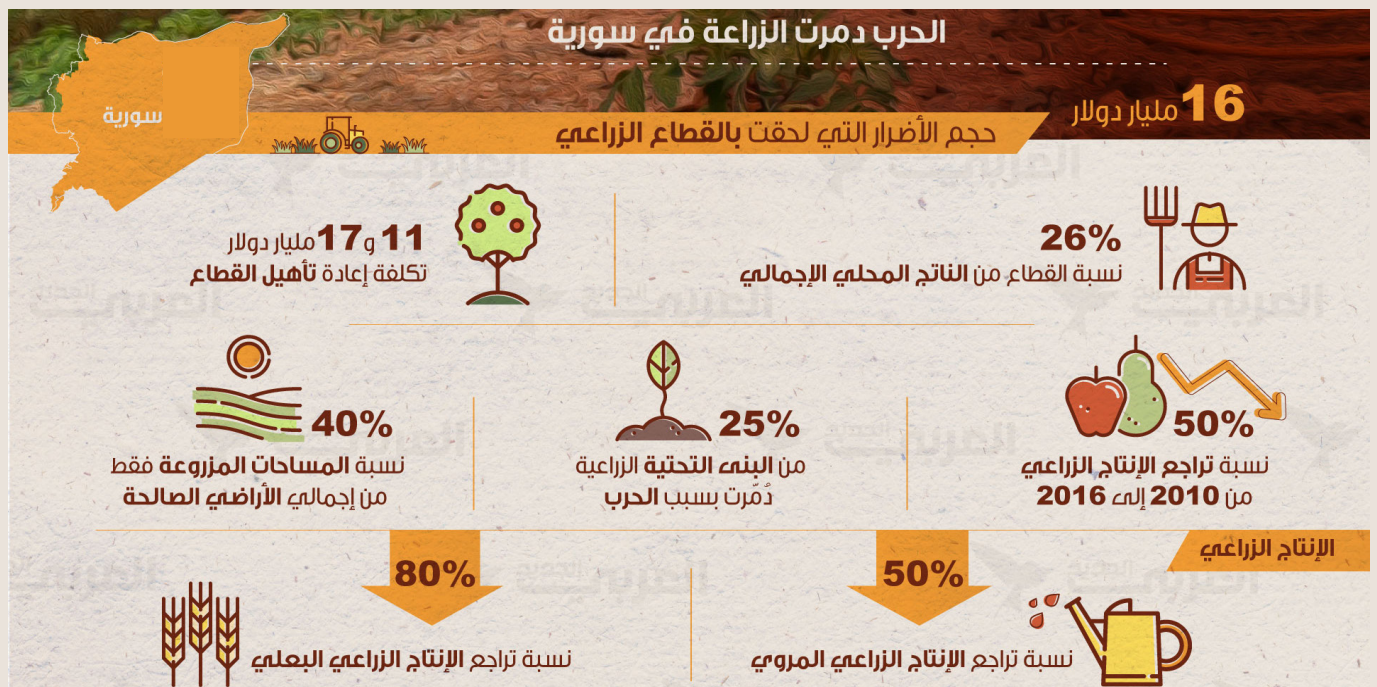 الحرب دمرت الزراعة في سورية
سورية
16 مليار دولار
حجم الأضرار التي لحقت بالقطاع الزراعي
26%
نسبة القطاع من الناتج المحلي الإجمالي
11 و17 مليار دولار
تكلفة إعادة تأهيل القطاع
50%
نسبة تراجع الإنتاج الزراعي
من 2010 إلى 2016
25%
من البنى التحتية الزراعية
دُمّرت بسبب الحرب
40%
نسبة المساحات المزروعة فقط
من إجمالي الأراضي الصالحة
الإنتاج الزراعي
50%
نسبة تراجع الإنتاج الزراعي المروي
80%
نسبة تراجع الإنتاج الزراعي البعلي
العربي الجديد